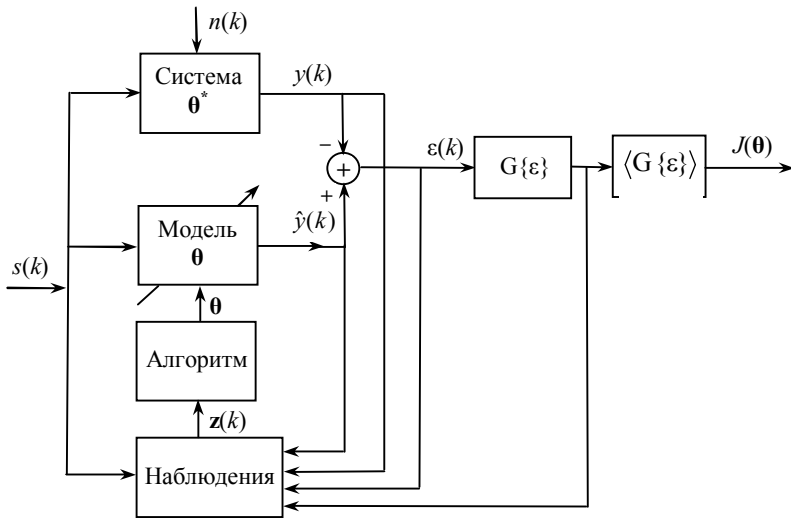 n(k)
Система
θ*
y(k)
−
+
ε(k)
G{ε}
⟨G{ε}⟩
J(θ)
+
Модель
θ
ŷ(k)
s(k)
θ
Алгоритм
z(k)
Наблюдения